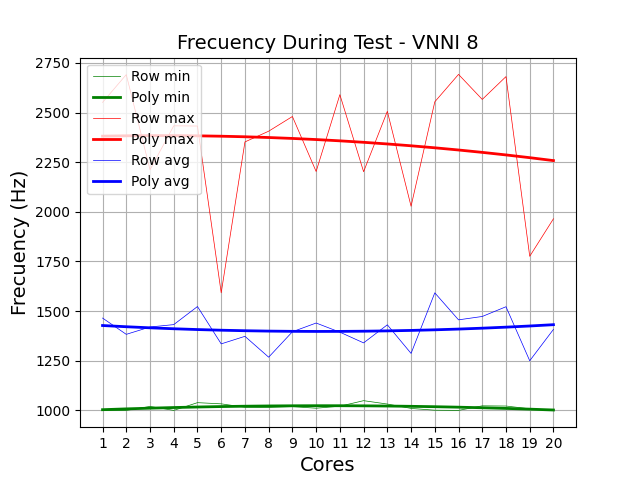 Frecuency During Test - VNNI 8
Frecuency (Hz)
2750
2500
2250
2000
1750
1500
1250
1000
Row min
Poly min
Row max
Poly max
Row avg
Poly avg
1 2 3 4 5 6 7 8 9 10 11 12 13 14 15 16 17 18 19 20
Cores